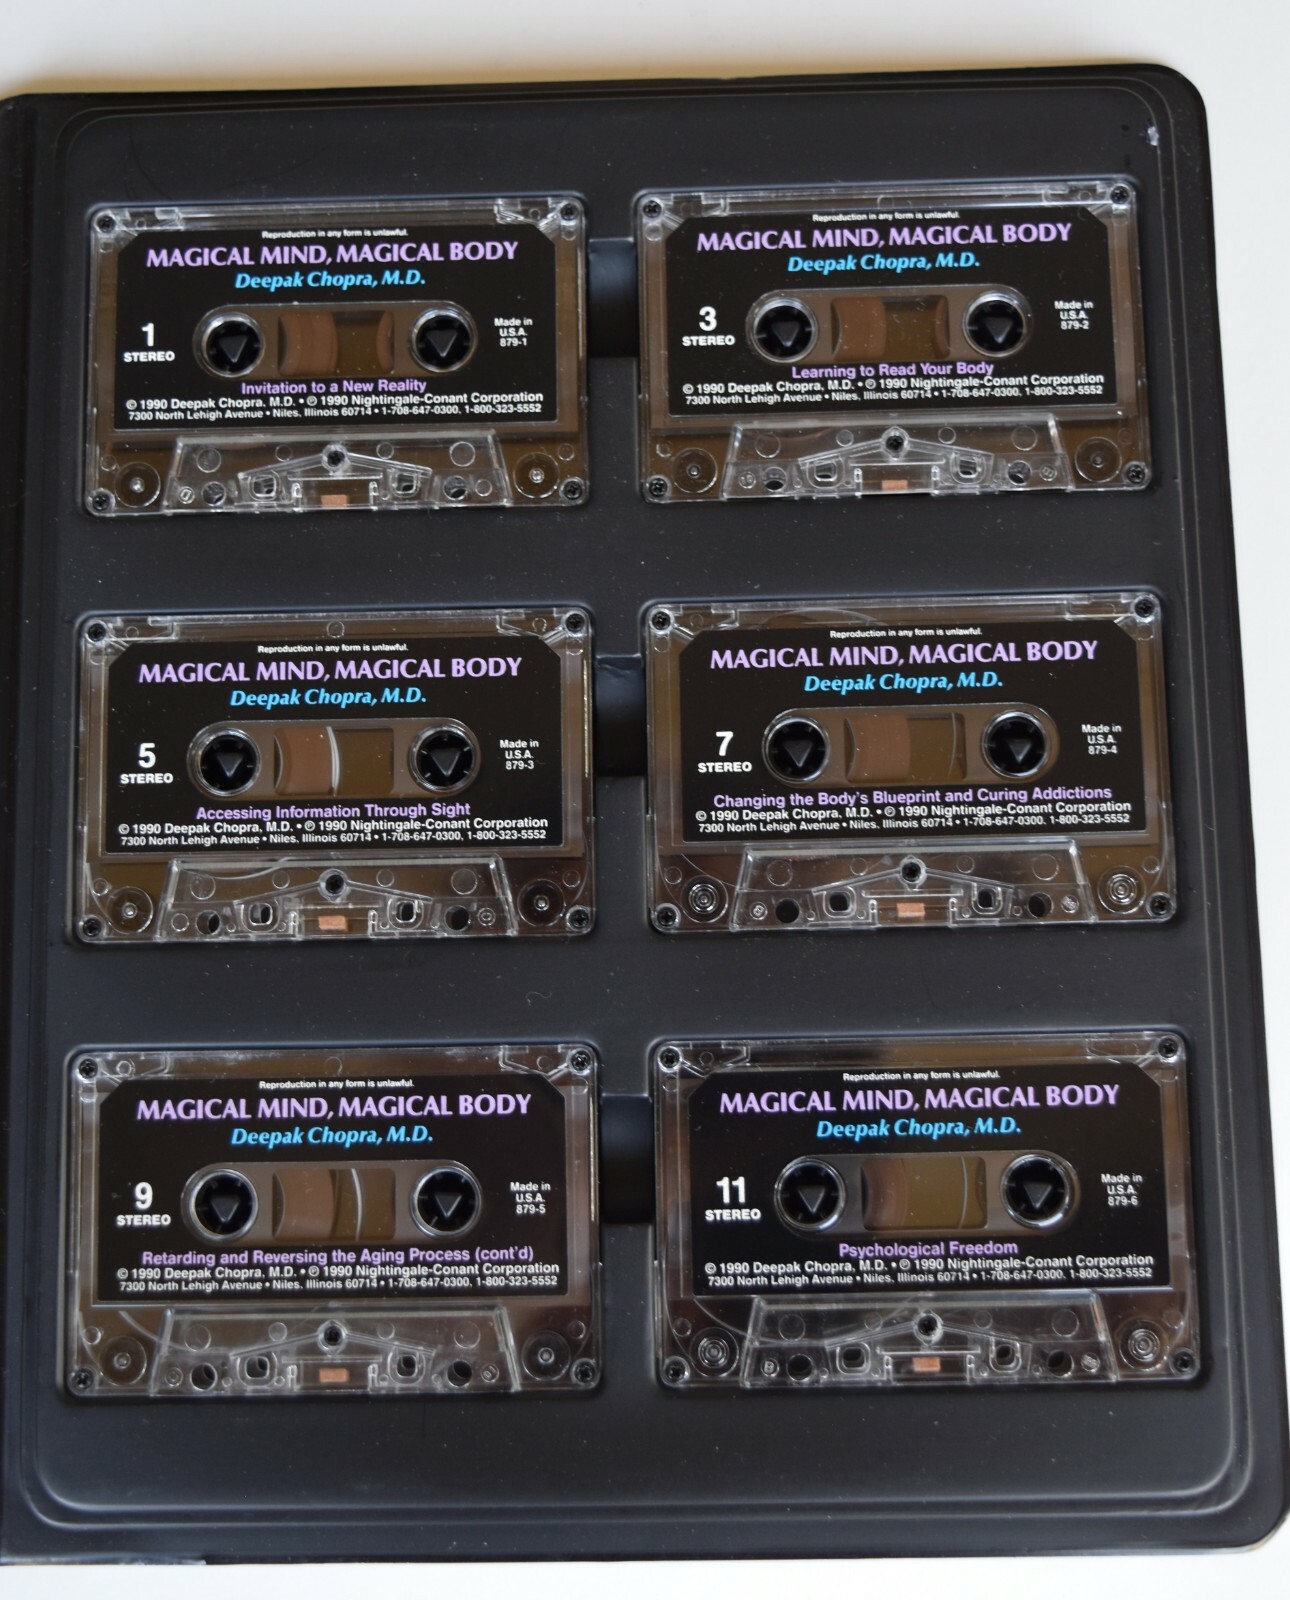 Reproduction in any form is unlawful.
MAGICAL MIND, MAGICAL BODY
Deepak Chopra, M.D.
1
STEREO
Made in
U.S.A.
879-1
Invitation to a New Reality
© 1990 Deepak Chopra, M.D. • ℗ 1990 Nightingale-Conant Corporation
7300 North Lehigh Avenue • Niles, Illinois 60714 • 1-708-647-0300, 1-800-323-5552
Reproduction in any form is unlawful.
MAGICAL MIND, MAGICAL BODY
Deepak Chopra, M.D.
3
STEREO
Made in
U.S.A.
879-2
Learning to Read Your Body
© 1990 Deepak Chopra, M.D. • ℗ 1990 Nightingale-Conant Corporation
7300 North Lehigh Avenue • Niles, Illinois 60714 • 1-708-647-0300, 1-800-323-5552
Reproduction in any form is unlawful.
MAGICAL MIND, MAGICAL BODY
Deepak Chopra, M.D.
5
STEREO
Made in
U.S.A.
879-3
Accessing Information Through Sight
© 1990 Deepak Chopra, M.D. • ℗ 1990 Nightingale-Conant Corporation
7300 North Lehigh Avenue • Niles, Illinois 60714 • 1-708-647-0300, 1-800-323-5552
Reproduction in any form is unlawful.
MAGICAL MIND, MAGICAL BODY
Deepak Chopra, M.D.
7
STEREO
Made in
U.S.A.
879-4
Changing the Body's Blueprint and Curing Addictions
© 1990 Deepak Chopra, M.D. • ℗ 1990 Nightingale-Conant Corporation
7300 North Lehigh Avenue • Niles, Illinois 60714 • 1-708-647-0300, 1-800-323-5552
Reproduction in any form is unlawful.
MAGICAL MIND, MAGICAL BODY
Deepak Chopra, M.D.
9
STEREO
Made in
U.S.A.
879-5
Retarding and Reversing the Aging Process (cont'd)
© 1990 Deepak Chopra, M.D. • ℗ 1990 Nightingale-Conant Corporation
7300 North Lehigh Avenue • Niles, Illinois 60714 • 1-708-647-0300, 1-800-323-5552
Reproduction in any form is unlawful.
MAGICAL MIND, MAGICAL BODY
Deepak Chopra, M.D.
11
STEREO
Made in
U.S.A.
879-6
Psychological Freedom
© 1990 Deepak Chopra, M.D. • ℗ 1990 Nightingale-Conant Corporation
7300 North Lehigh Avenue • Niles, Illinois 60714 • 1-708-647-0300, 1-800-323-5552